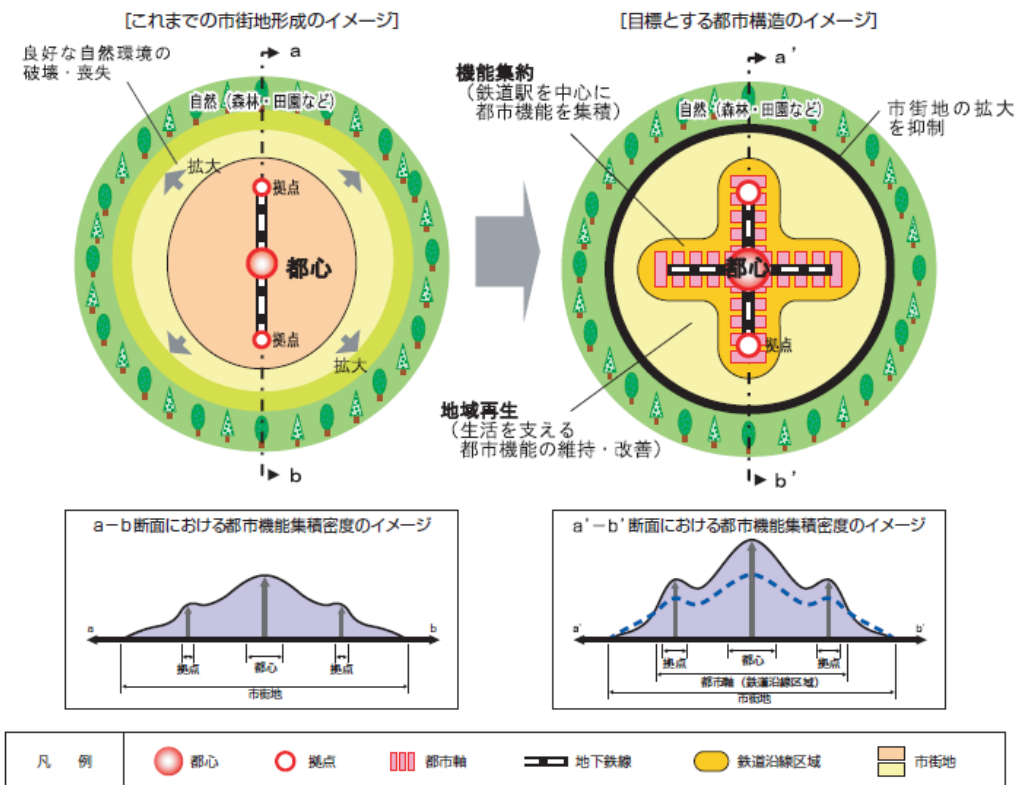 [これまでの市街地形成のイメージ]
良好な自然環境の
破壊・喪失
a
自然（森林・田園など）
拡大
拠点
都心
拠点
拡大
b
[目標とする都市構造のイメージ]
a'
機能集約
（鉄道駅を中心に
都市機能を集積）
自然（森林・田園など）
市街地の拡大
を抑制
都心
拠点
地域再生
（生活を支える
都市機能の維持・改善）
b'
a－b断面における都市機能集積密度のイメージ
a
b
拠点
都心
拠点
市街地
a'－b'断面における都市機能集積密度のイメージ
a'
b'
拠点
都心
拠点
都市軸（鉄道沿線区域）
市街地
凡 例
都心
拠点
都市軸
地下鉄線
鉄道沿線区域
市街地